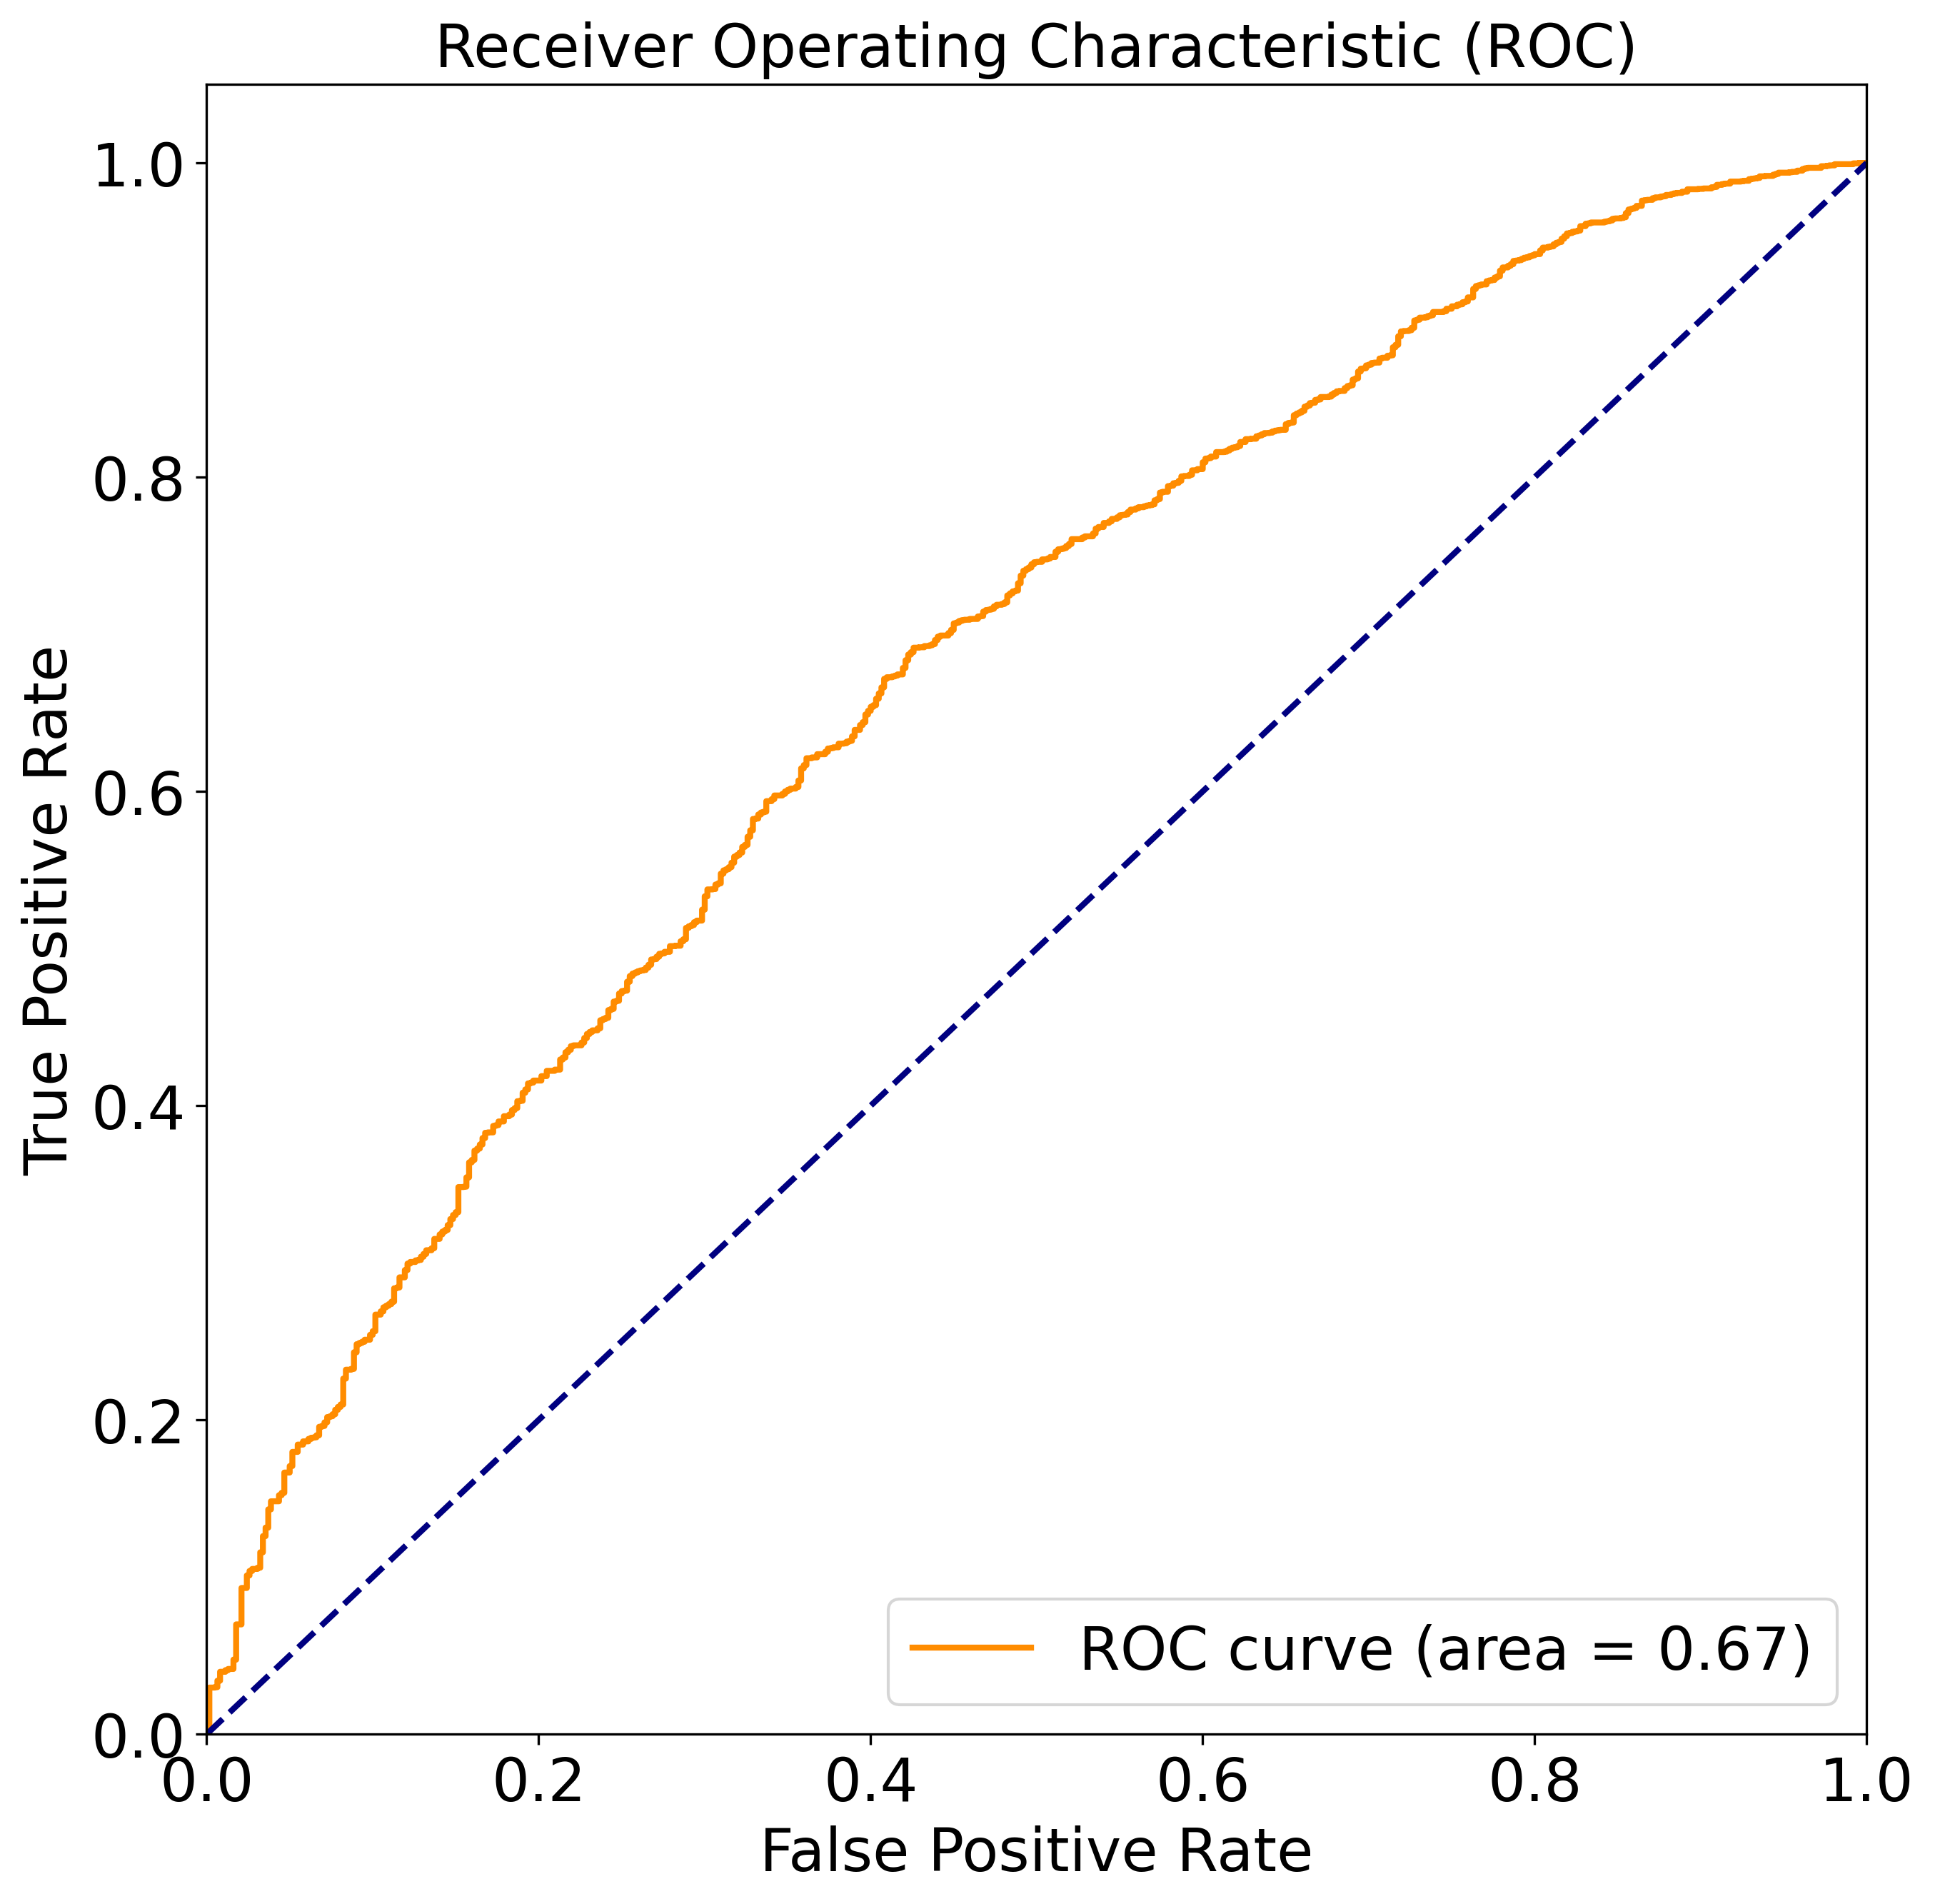 Receiver Operating Characteristic (ROC)
True Positive Rate
1.0
0.8
0.6
0.4
0.2
0.0
ROC curve (area = 0.67)
0.0 0.2 0.4 0.6 0.8 1.0
False Positive Rate